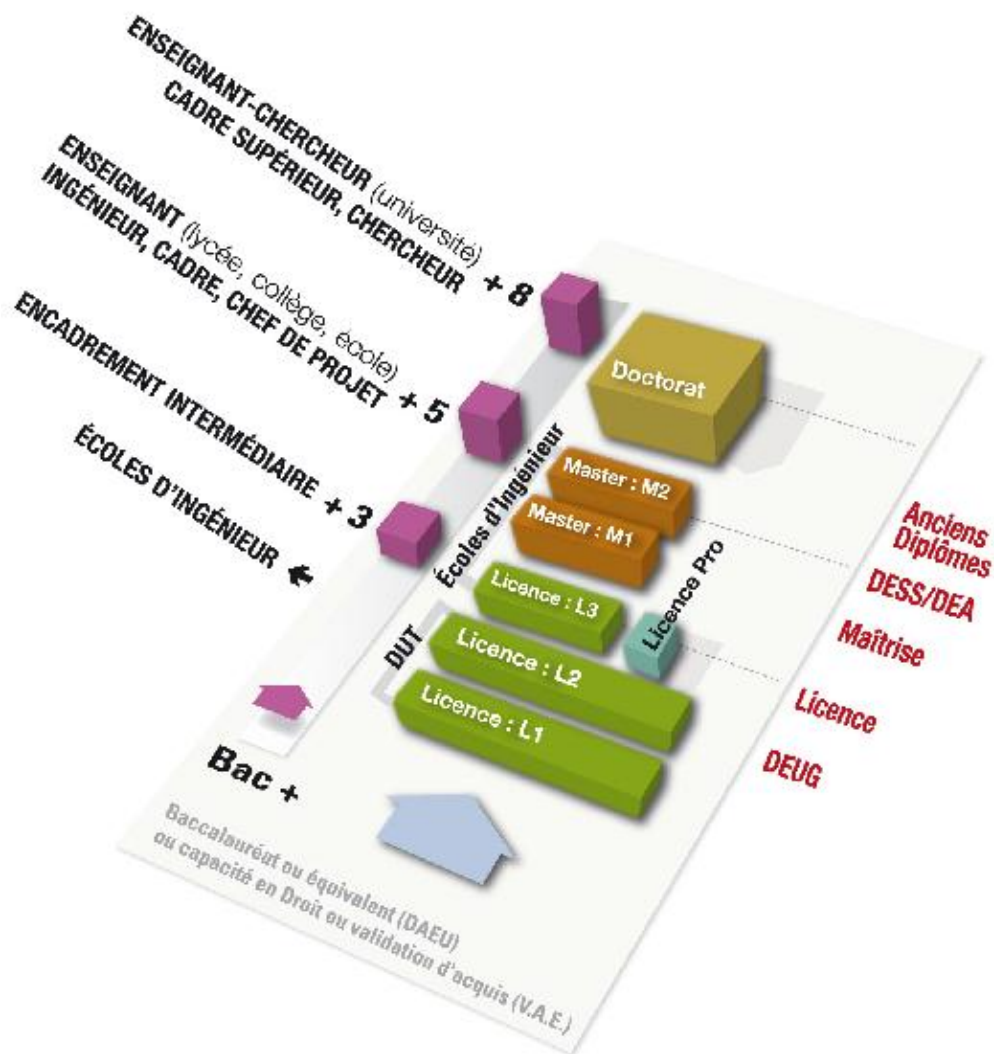 ENSEIGNANT-CHERCHEUR (université)
CADRE SUPÉRIEUR, CHERCHEUR
+ 8
ENSEIGNANT (lycée, collège, école)
INGÉNIEUR, CADRE, CHEF DE PROJET
+ 5
ENCADREMENT INTERMÉDIAIRE + 3
ÉCOLES D'INGÉNIEUR
Doctorat
Master : M2
Master : M1
Écoles d'Ingénieur
Licence : L3
Licence Pro
Licence : L2
Licence : L1
DUT
Anciens
Diplômes
DESS/DEA
Maîtrise
Licence
DEUG
Bac +
Baccalauréat ou équivalent (DAEU)
ou capacité en Droit ou validation d'acquis (V.A.E.)